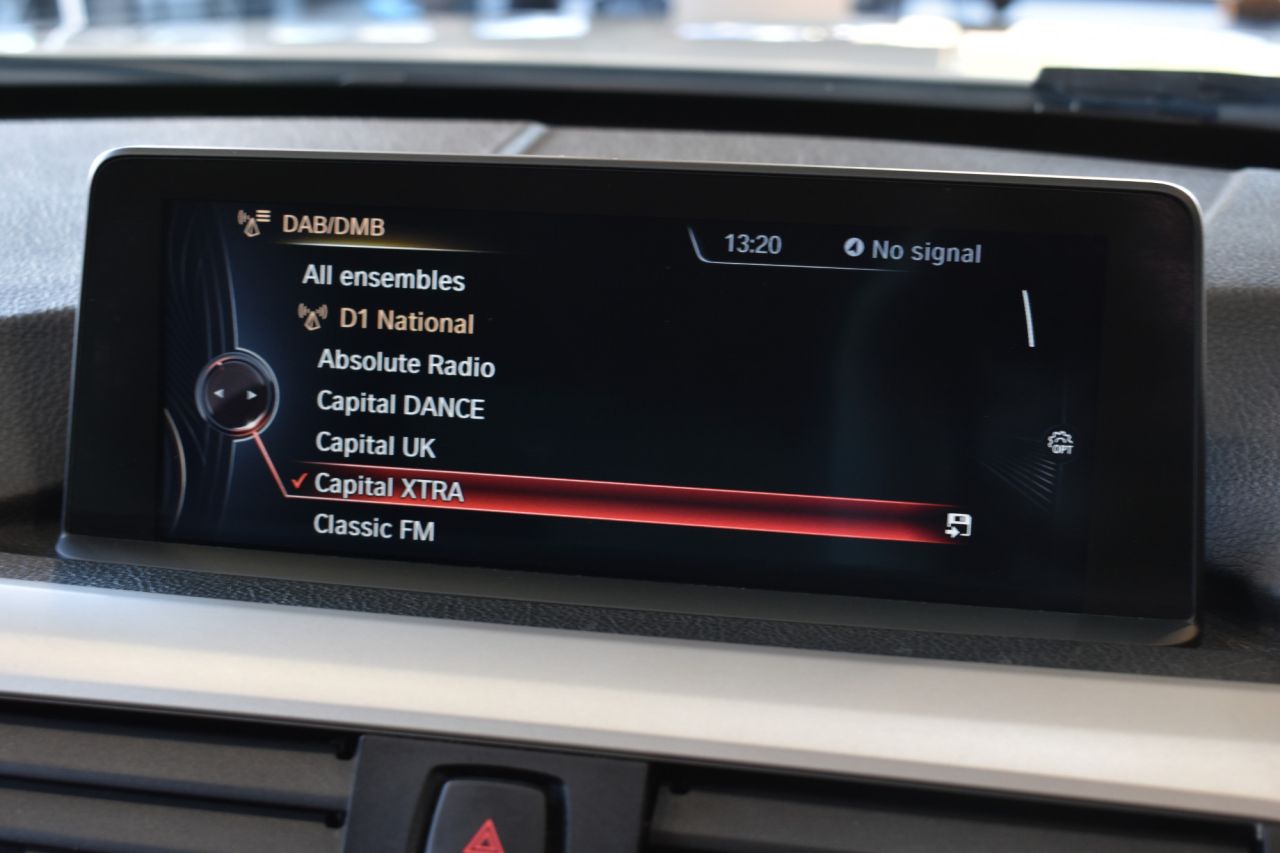 DAB/DMB
13:20
No signal
All ensembles
D1 National
Absolute Radio
Capital DANCE
Capital UK
Capital XTRA
Classic FM
OPT